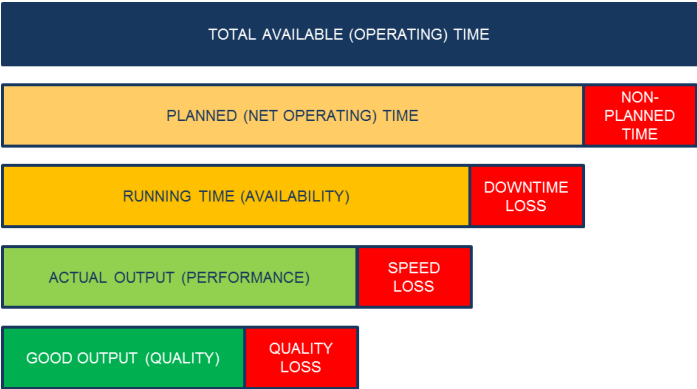 TOTAL AVAILABLE (OPERATING) TIME
PLANNED (NET OPERATING) TIME
NON-
PLANNED
TIME
RUNNING TIME (AVAILABILITY)
DOWNTIME
LOSS
ACTUAL OUTPUT (PERFORMANCE)
SPEED
LOSS
GOOD OUTPUT (QUALITY)
QUALITY
LOSS